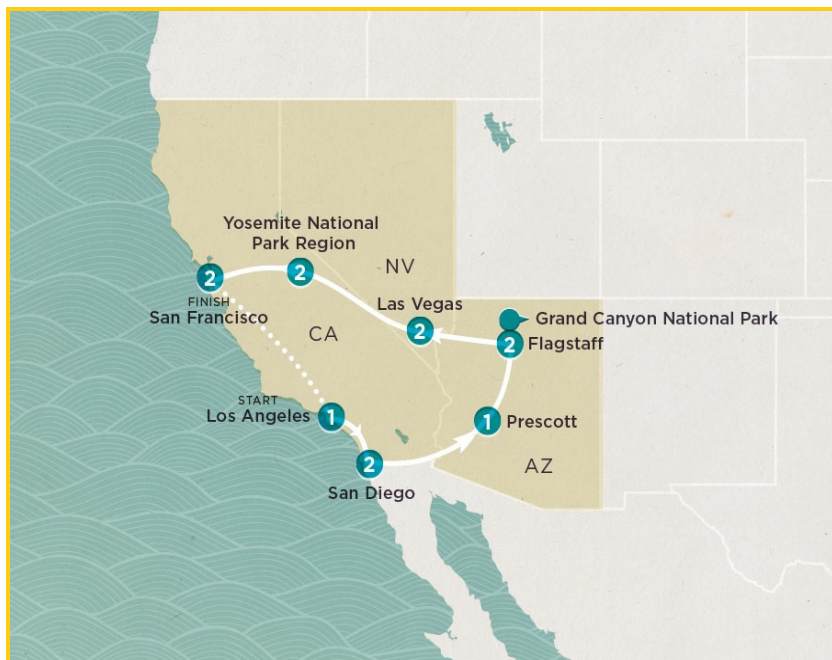 Yosemite National
Park Region
2
2
NV
FINISH
San Francisco
Las Vegas
2
CA
Grand Canyon National Park
2
Flagstaff
START
Los Angeles
1
1
Prescott
2
AZ
San Diego